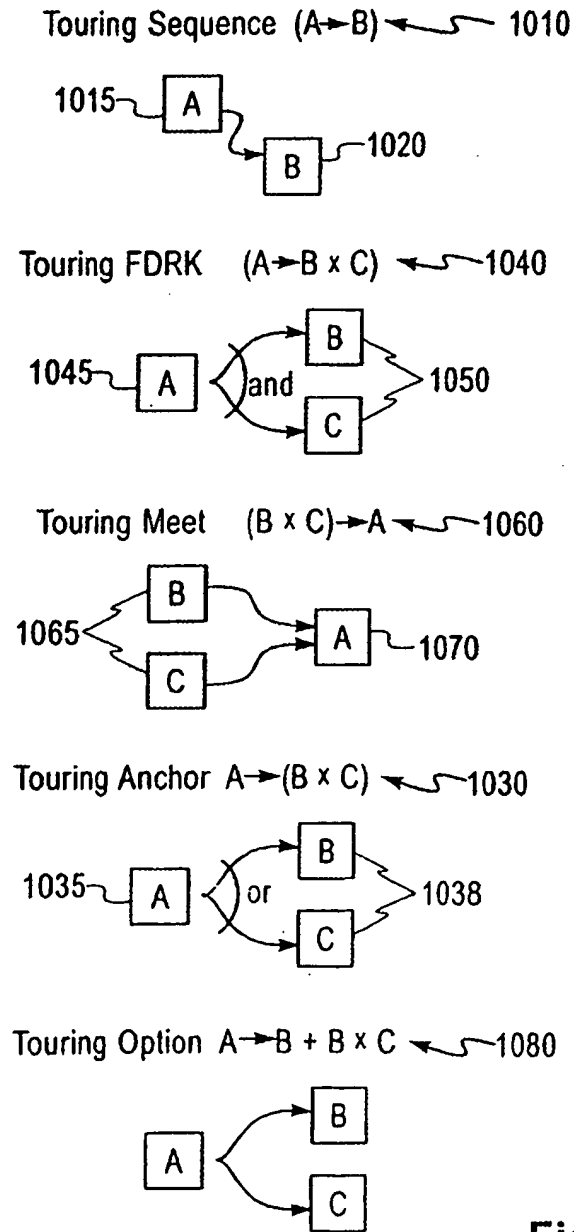 Touring Sequence (A→B) 1010
1015 A
B 1020
Touring FDRK (A→B x C) 1040
B
1045 A and 1050
C
Touring Meet (B x C)→A 1060
B
1065 A 1070
C
Touring Anchor A→(B x C) 1030
B
1035 A or 1038
C
Touring Option A→B + B x C 1080
B
A
C